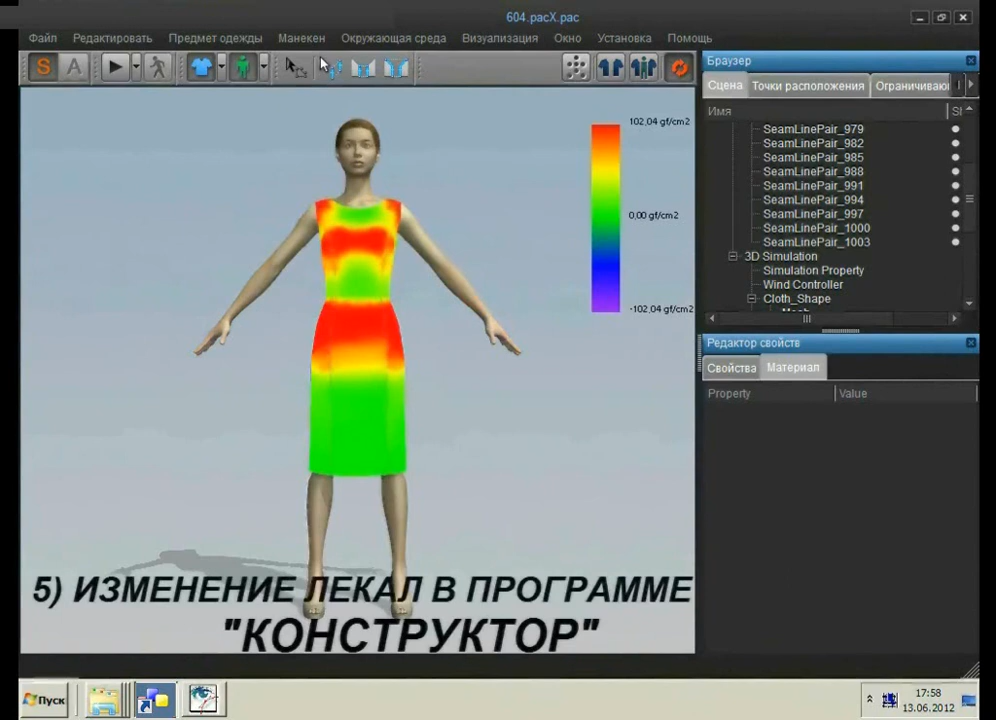 604.pacX.pac
Файл Редактировать Предмет одежды Манекен Окружающая среда Визуализация Окно Установка Помощь
S A
Браузер
Сцена Точки расположения Ограничиваю
Имя SI
SeamLinePair_979
SeamLinePair_982
SeamLinePair_985
SeamLinePair_988
SeamLinePair_991
SeamLinePair_994
SeamLinePair_997
SeamLinePair_1000
SeamLinePair_1003
3D Simulation
Simulation Property
Wind Controller
Cloth_Shape
102,04 gf/cm2
0,00 gf/cm2
-102,04 gf/cm2
Редактор свойств
Свойства Материал
Property Value
5) ИЗМЕНЕНИЕ ЛЕКАЛ В ПРОГРАММЕ
"КОНСТРУКТОР"
Пуск
17:58
13.06.2012